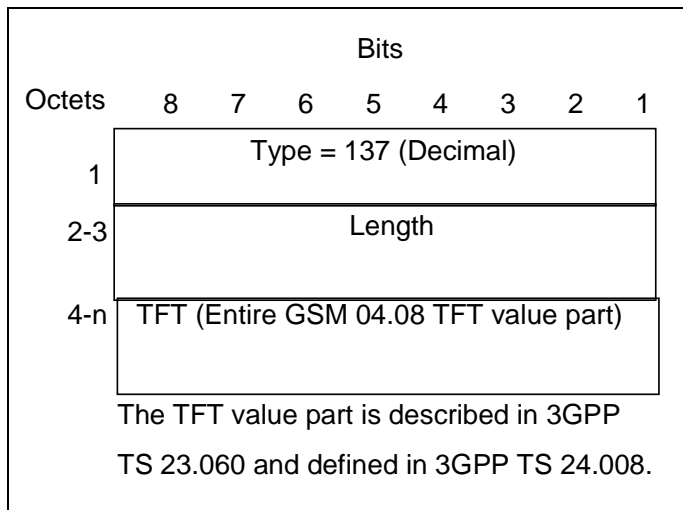 Bits
Octets 8 7 6 5 4 3 2 1
1 Type = 137 (Decimal)
2-3 Length
4-n TFT (Entire GSM 04.08 TFT value part)
The TFT value part is described in 3GPP
TS 23.060 and defined in 3GPP TS 24.008.